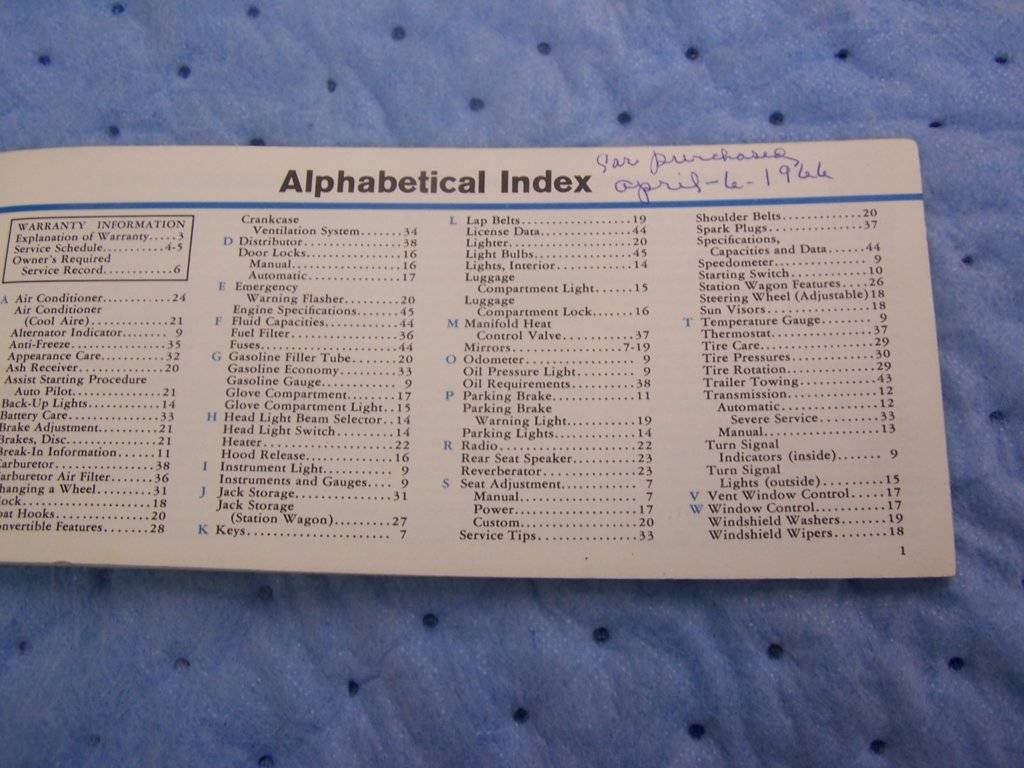 Alphabetical Index
Car purchased
april-6-1966
WARRANTY INFORMATION
Explanation of Warranty.....3
Service Schedule........4-5
Owner's Required
Service Record............6
A Air Conditioner...........24
Air Conditioner
(Cool Aire)..............21
Alternator Indicator....... 9
Anti-Freeze................35
Appearance Care............32
Ash Receiver...............20
Assist Starting Procedure
Auto Pilot...............21
Back-Up Lights.............14
Battery Care...............33
Brake Adjustment...........21
Brakes, Disc...............21
Break-In Information.......11
Carburetor.................38
Carburetor Air Filter......36
Changing a Wheel...........31
18
Coat Hooks.................20
Convertible Features.......28
Crankcase
Ventilation System.......34
D Distributor................38
Door Locks.................16
Manual...................16
Automatic................17
E Emergency
Warning Flasher..........20
Engine Specifications......45
F Fluid Capacities...........44
Fuel Filter................36
Fuses......................44
G Gasoline Filler Tube.......20
Gasoline Economy...........33
Gasoline Gauge............. 9
Glove Compartment..........17
Glove Compartment Light..15
H Head Light Beam Selector..14
Head Light Switch..........14
Heater.....................22
Hood Release...............16
I Instrument Light........... 9
Instruments and Gauges.... 9
J Jack Storage...............31
Jack Storage
(Station Wagon)..........27
K Keys....................... 7
L Lap Belts..................19
License Data...............44
Lighter....................20
Light Bulbs................45
Lights, Interior...........14
Luggage
Compartment Light......15
Luggage
Compartment Lock.......16
M Manifold Heat
Control Valve............37
Mirrors..................7-19
O Odometer................... 9
Oil Pressure Light......... 9
Oil Requirements...........38
P Parking Brake..............11
Parking Brake
Warning Light............19
Parking Lights.............14
R Radio......................22
Rear Seat Speaker..........23
Reverberator...............23
S Seat Adjustment............ 7
Manual................... 7
Power....................17
Custom...................20
Service Tips...............33
Shoulder Belts.............20
Spark Plugs................37
Specifications,
Capacities and Data......44
Speedometer................ 9
Starting Switch............10
Station Wagon Features....26
Steering Wheel (Adjustable) 18
Sun Visors.................18
T Temperature Gauge.......... 9
Thermostat.................37
Tire Care..................29
Tire Pressures.............30
Tire Rotation..............29
Trailer Towing.............43
Transmission...............12
Automatic................12
Severe Service.........33
Manual...................13
Turn Signal
Indicators (inside)....... 9
Turn Signal
Lights (outside).........15
V Vent Window Control......17
W Window Control.............17
Windshield Washers.......19
Windshield Wipers........18
1